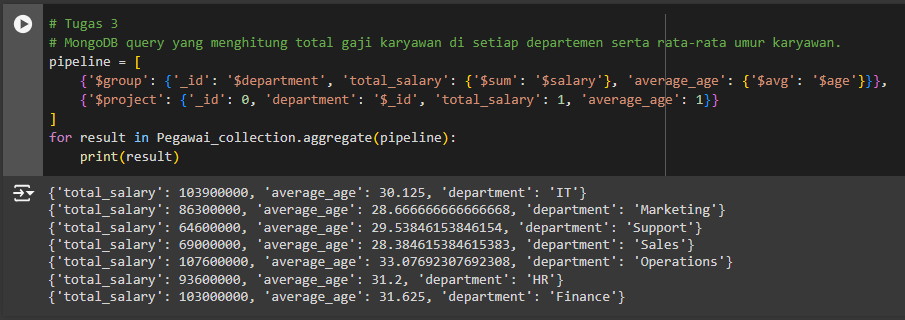 # Tugas 3
# MongoDB query yang menghitung total gaji karyawan di setiap departemen serta rata-rata umur karyawan.
pipeline = [
    {'$group': {'_id': '$department', 'total_salary': {'$sum': '$salary'}, 'average_age': {'$avg': '$age'}}},
    {'$project': {'_id': 0, 'department': '$_id', 'total_salary': 1, 'average_age': 1}}
]
for result in Pegawai_collection.aggregate(pipeline):
    print(result)
{'total_salary': 103900000, 'average_age': 30.125, 'department': 'IT'}
{'total_salary': 86300000, 'average_age': 28.666666666666668, 'department': 'Marketing'}
{'total_salary': 64600000, 'average_age': 29.53846153846154, 'department': 'Support'}
{'total_salary': 69000000, 'average_age': 28.384615384615383, 'department': 'Sales'}
{'total_salary': 107600000, 'average_age': 33.07692307692308, 'department': 'Operations'}
{'total_salary': 93600000, 'average_age': 31.2, 'department': 'HR'}
{'total_salary': 103000000, 'average_age': 31.625, 'department': 'Finance'}